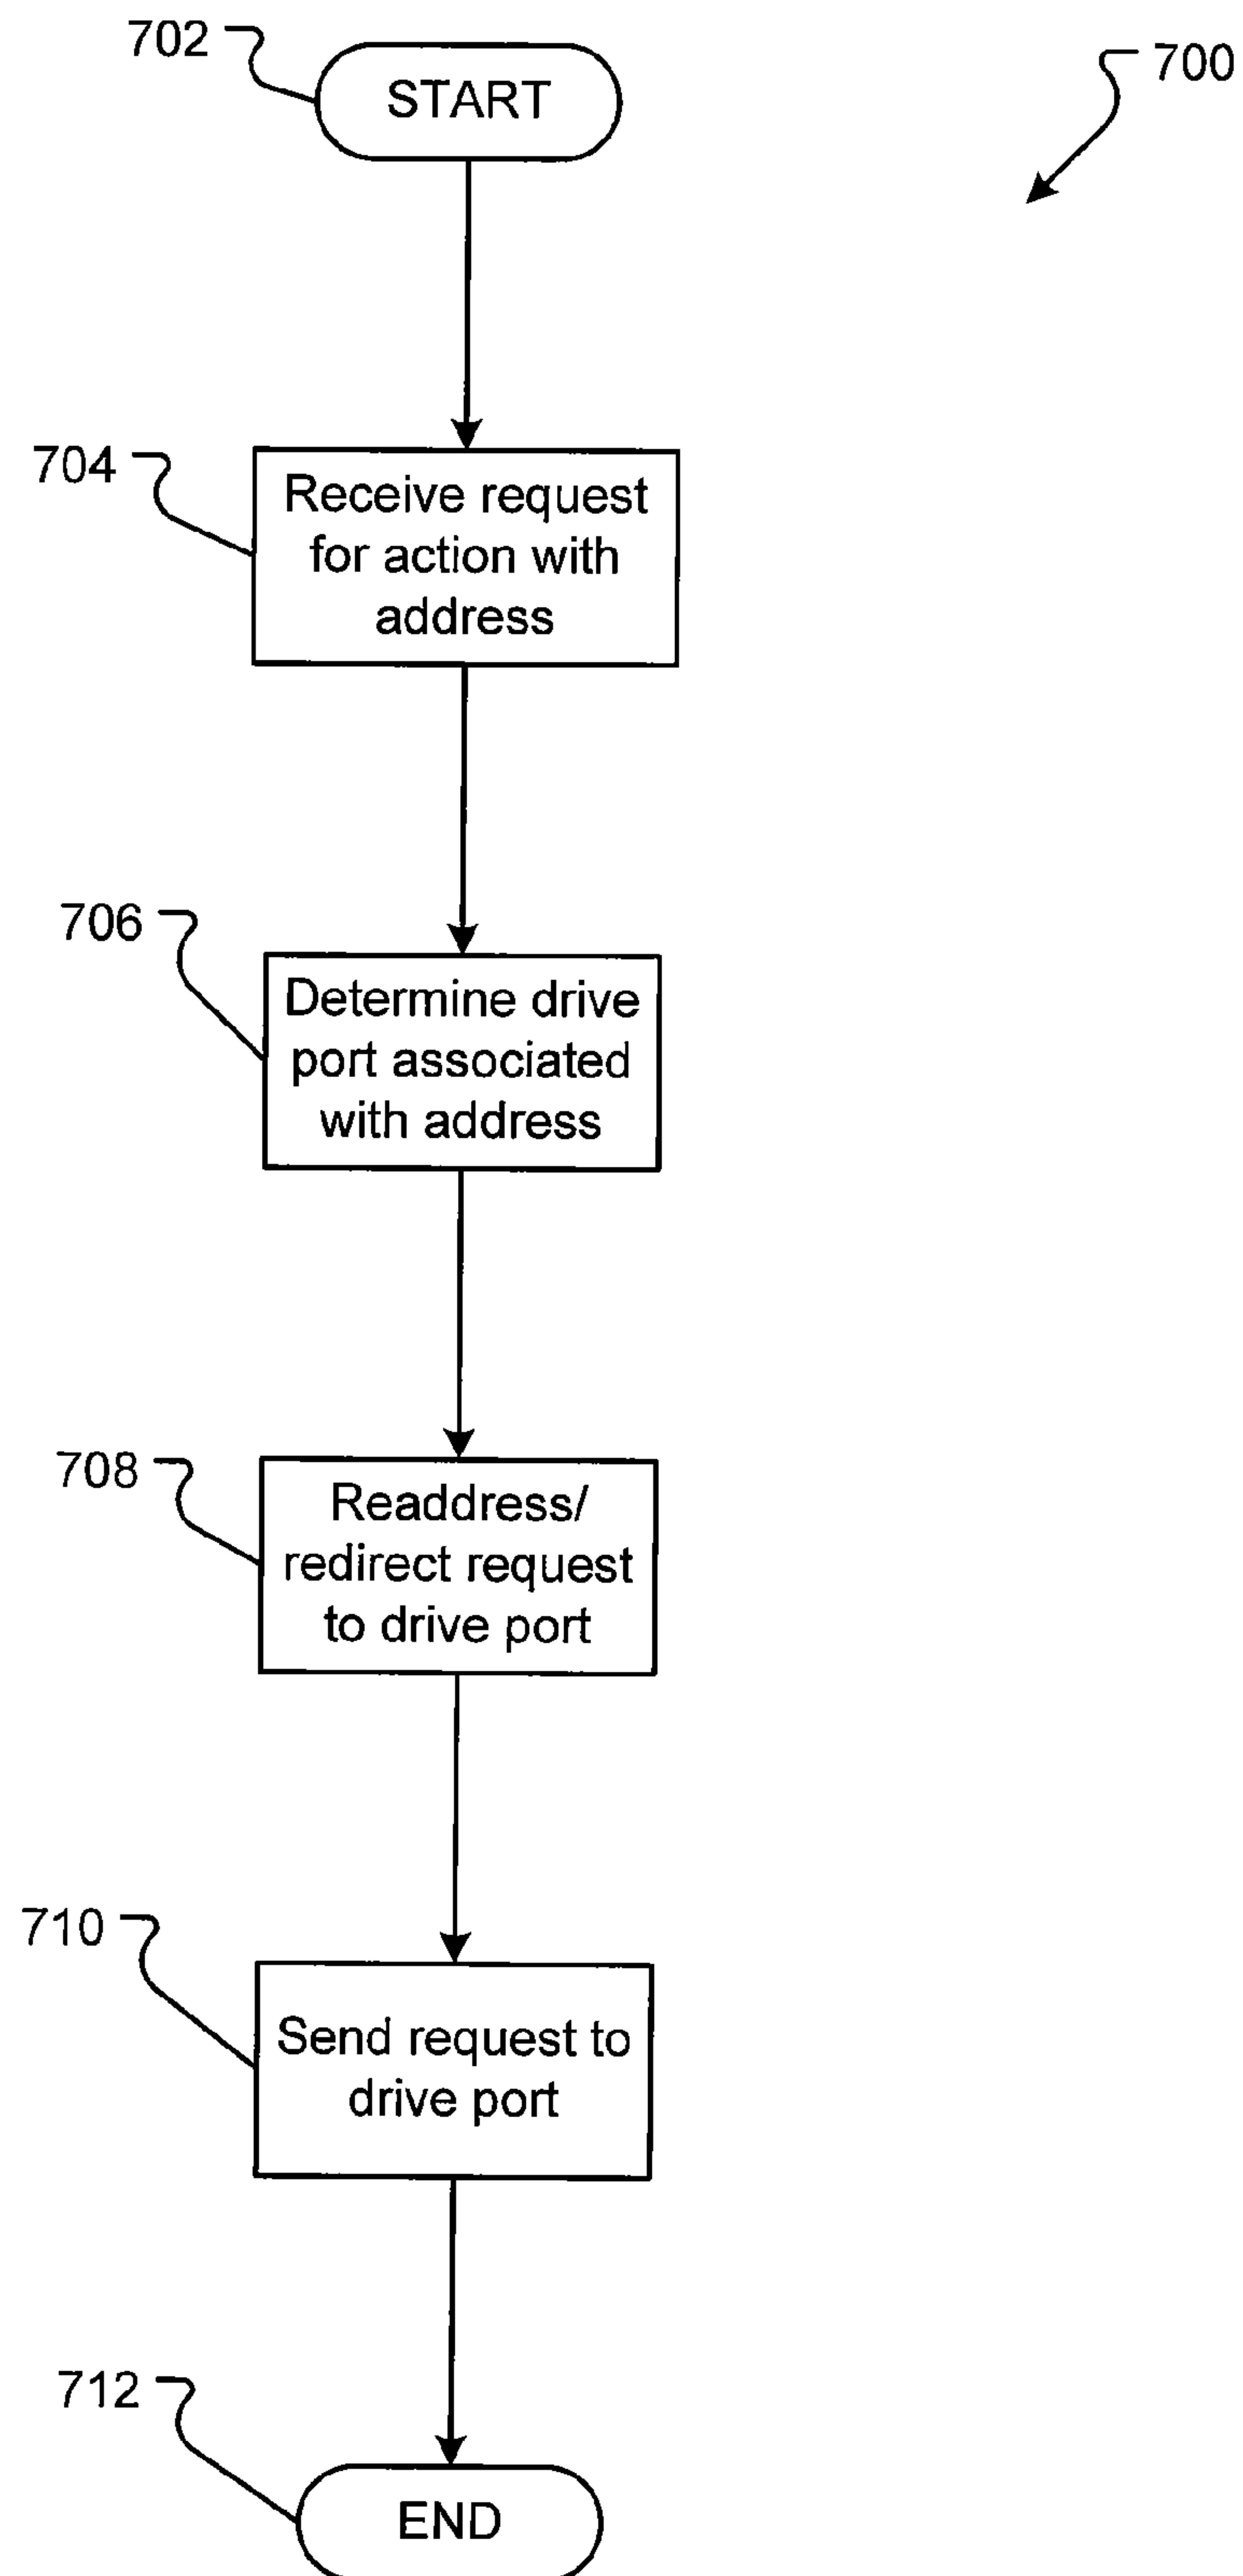 702
START
700
704
Receive request
for action with
address
706
Determine drive
port associated
with address
708
Readdress/
redirect request
to drive port
710
Send request to
drive port
712
END